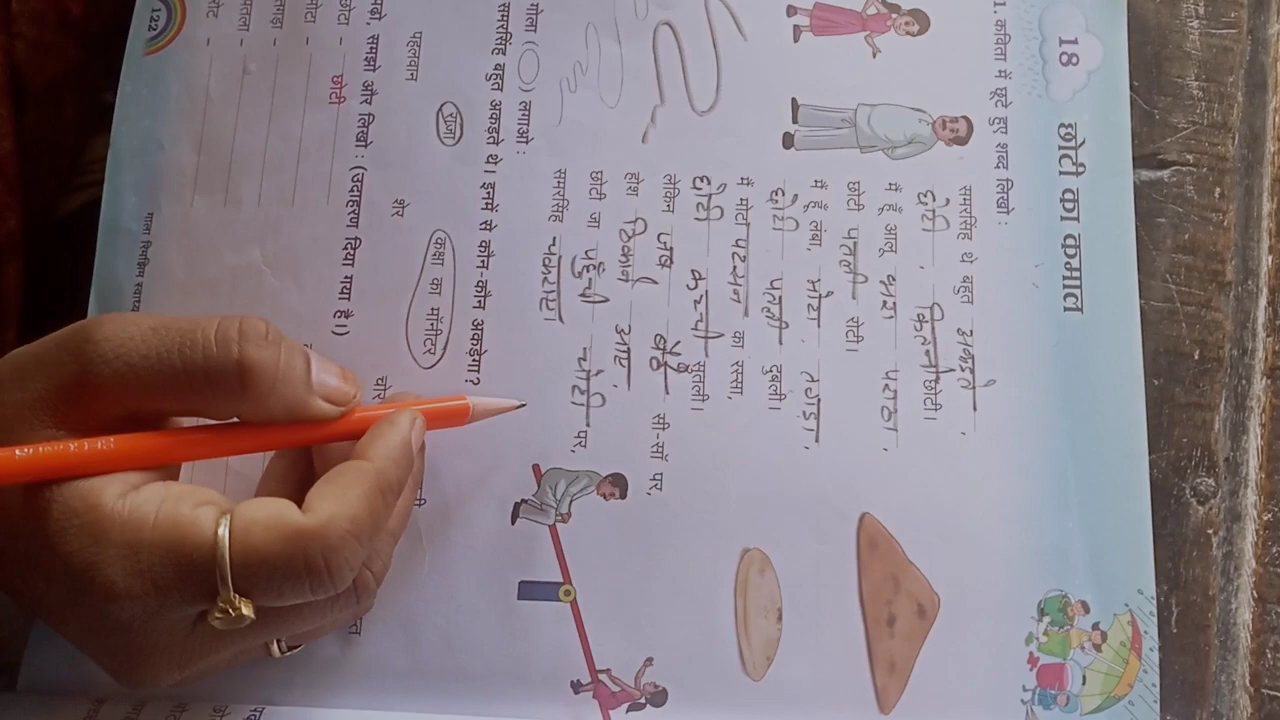 18 छोटी का कमाल
1. कविता में छूटे हुए शब्द लिखो :
समरसिंह थे बहुत अकड़ते ,
छोटी , कितनी छोटी।
मैं हूँ आलू भरा पराठा ,
छोटी पतली रोटी।
मैं हूँ लंबा, मोटा , तगड़ा ,
छोटी पतली दुबली।
मैं मोटा पटसन का रस्सा,
छोटी कच्ची सुतली।
लेकिन जब बैठे सी-सॉ पर,
होश ठिकाने आए ,
छोटी जा पहुँची चोटी पर,
समरसिंह चकराए।
गोला ( ) लगाओ :
समरसिंह बहुत अकड़ते थे। इनमें से कौन-कौन अकड़ेगा?
पहलवान राजा कक्षा का मॉनीटर
शेर चोर
पढ़ो, समझो और लिखो : (उदाहरण दिया गया है।)
छोटा - छोटी
मोटा -
तगड़ा -
पतला -
122